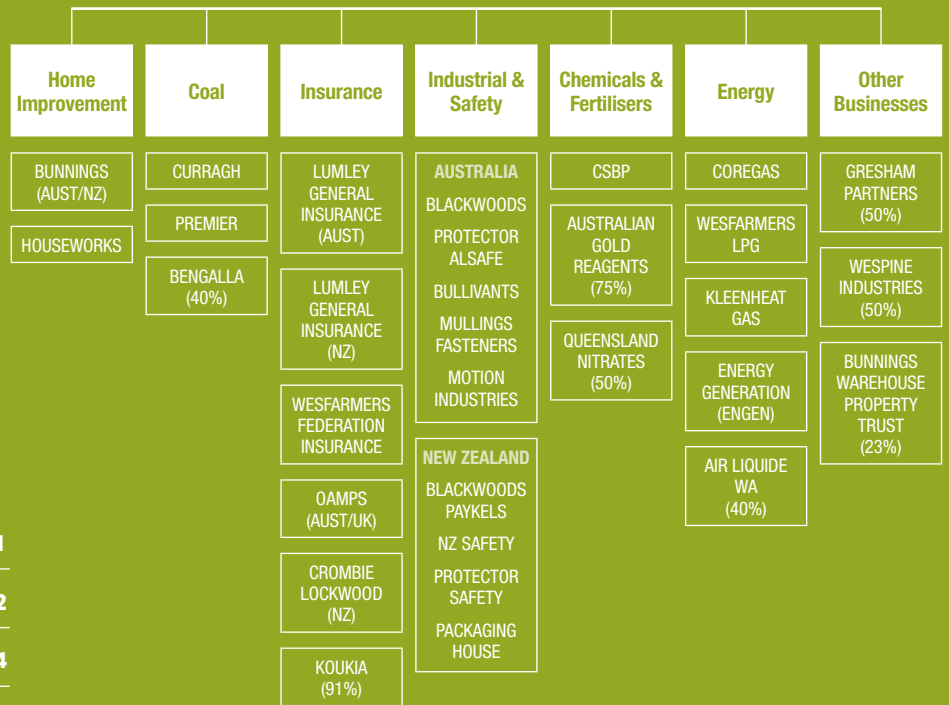 Home
Improvement
Coal
Insurance
Industrial &
Safety
Chemicals &
Fertilisers
Energy
Other
Businesses
BUNNINGS
(AUST/NZ)
HOUSEWORKS
CURRAGH
PREMIER
BENGALLA
(40%)
LUMLEY
GENERAL
INSURANCE
(AUST)
LUMLEY
GENERAL
INSURANCE
(NZ)
WESFARMERS
FEDERATION
INSURANCE
OAMPS
(AUST/UK)
CROMBIE
LOCKWOOD
(NZ)
KOUKIA
(91%)
AUSTRALIA
BLACKWOODS
PROTECTOR
ALSAFE
BULLIVANTS
MULLINGS
FASTENERS
MOTION
INDUSTRIES
NEW ZEALAND
BLACKWOODS
PAYKELS
NZ SAFETY
PROTECTOR
SAFETY
PACKAGING
HOUSE
CSBP
AUSTRALIAN
GOLD
REAGENTS
(75%)
QUEENSLAND
NITRATES
(50%)
COREGAS
WESFARMERS
LPG
KLEENHEAT
GAS
ENERGY
GENERATION
(ENGEN)
AIR LIQUIDE
WA
(40%)
GRESHAM
PARTNERS
(50%)
WESPINE
INDUSTRIES
(50%)
BUNNINGS
WAREHOUSE
PROPERTY
TRUST
(23%)
2
4